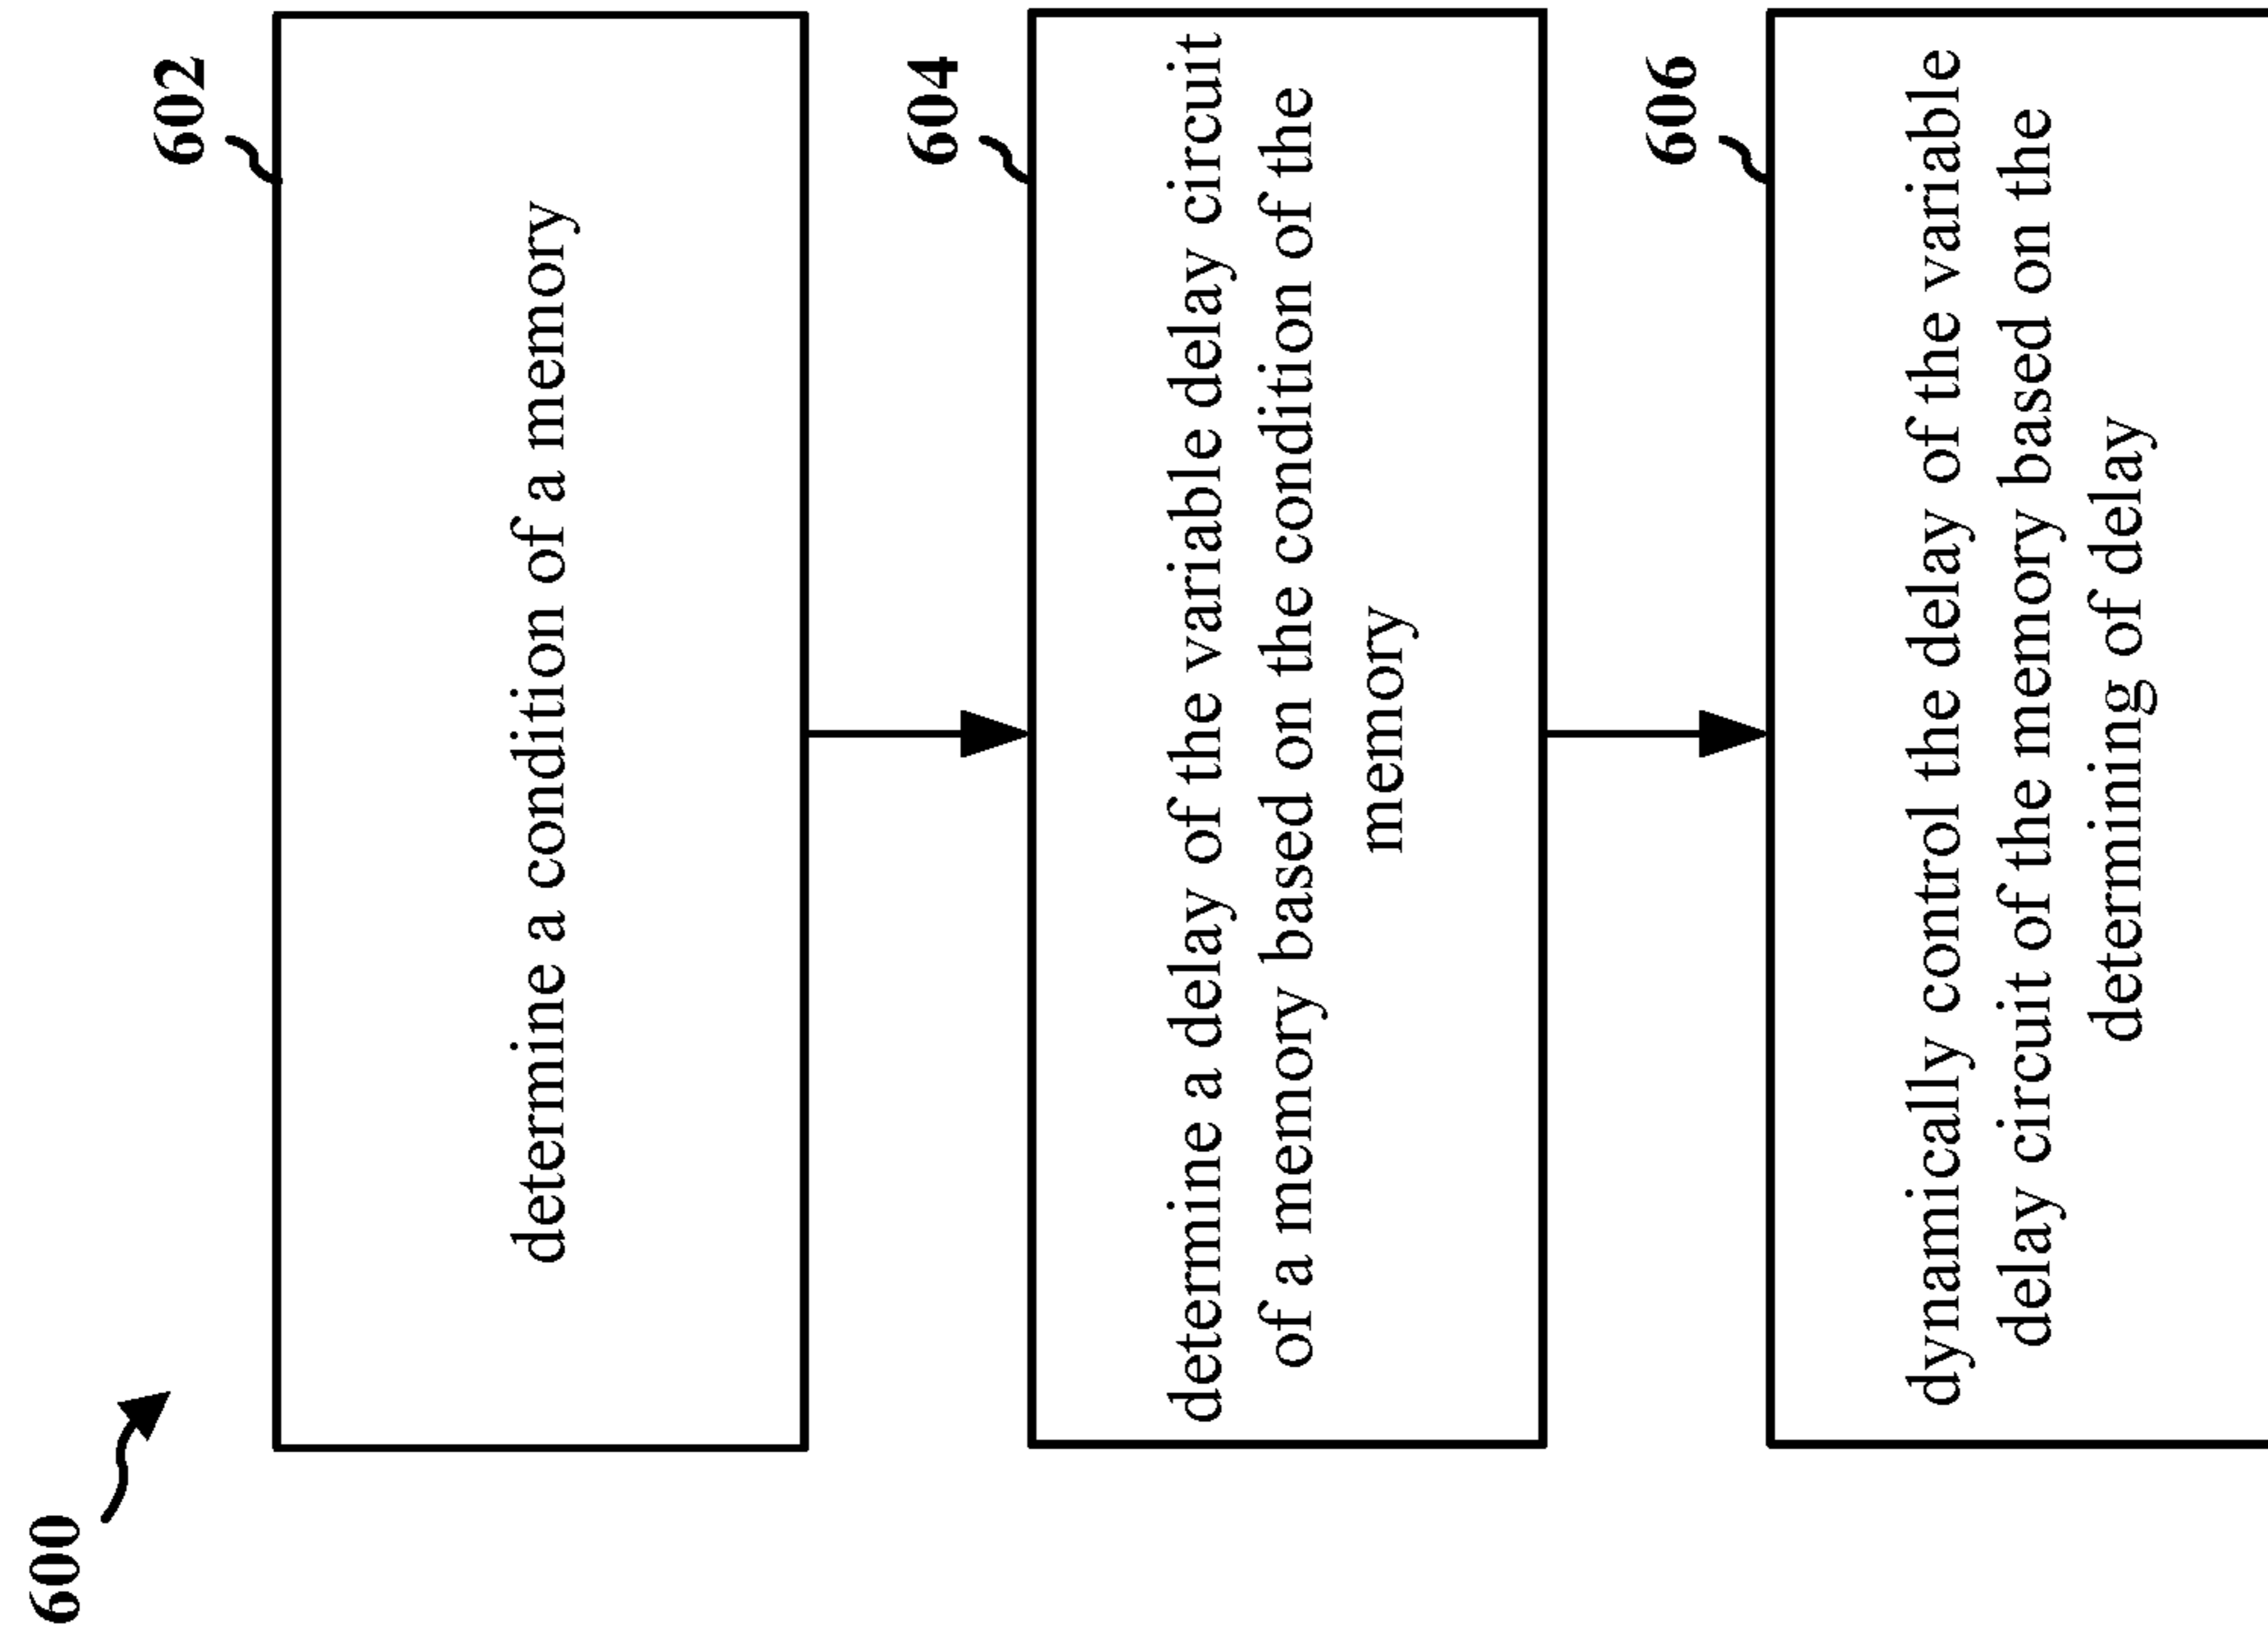 600
602
determine a condition of a memory
604
determine a delay of the variable delay circuit
of a memory based on the condition of the
memory
606
dynamically control the delay of the variable
delay circuit of the memory based on the
determining of delay